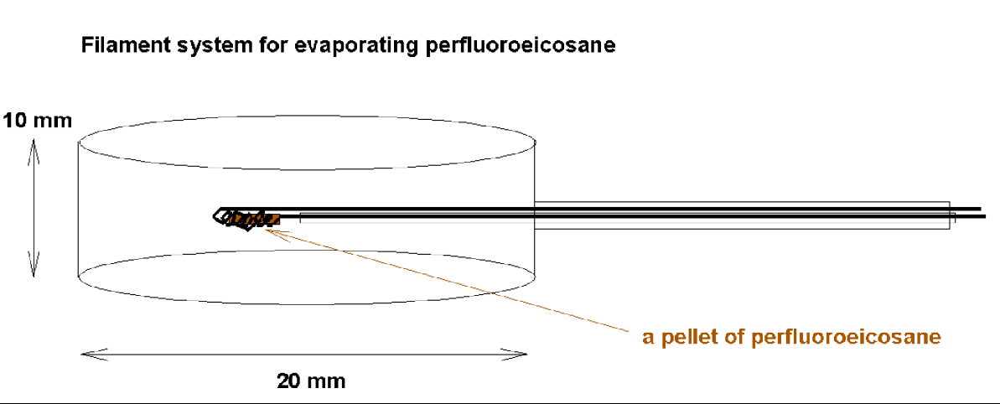 Filament system for evaporating perfluoroeicosane
10 mm
a pellet of perfluoroeicosane
20 mm